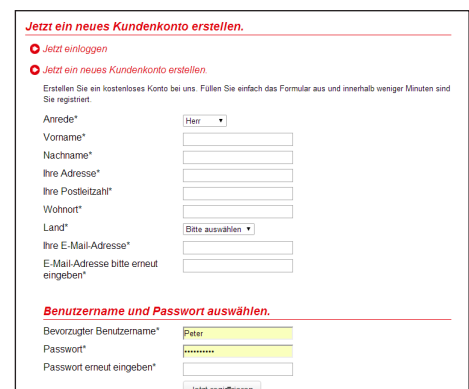 Jetzt ein neues Kundenkonto erstellen.
Jetzt einloggen
Jetzt ein neues Kundenkonto erstellen.
Erstellen Sie ein kostenloses Konto bei uns. Füllen Sie einfach das Formular aus und innerhalb weniger Minuten sind
Sie registriert.
Anrede* Herr
Vorname*
Nachname*
Ihre Adresse*
Ihre Postleitzahl*
Wohnort*
Land* Bitte auswählen
Ihre E-Mail-Adresse*
E-Mail-Adresse bitte erneut
eingeben*
Benutzername und Passwort auswählen.
Bevorzugter Benutzername* Peter
Passwort* ••••••••••
Passwort erneut eingeben*
Jetzt registrieren